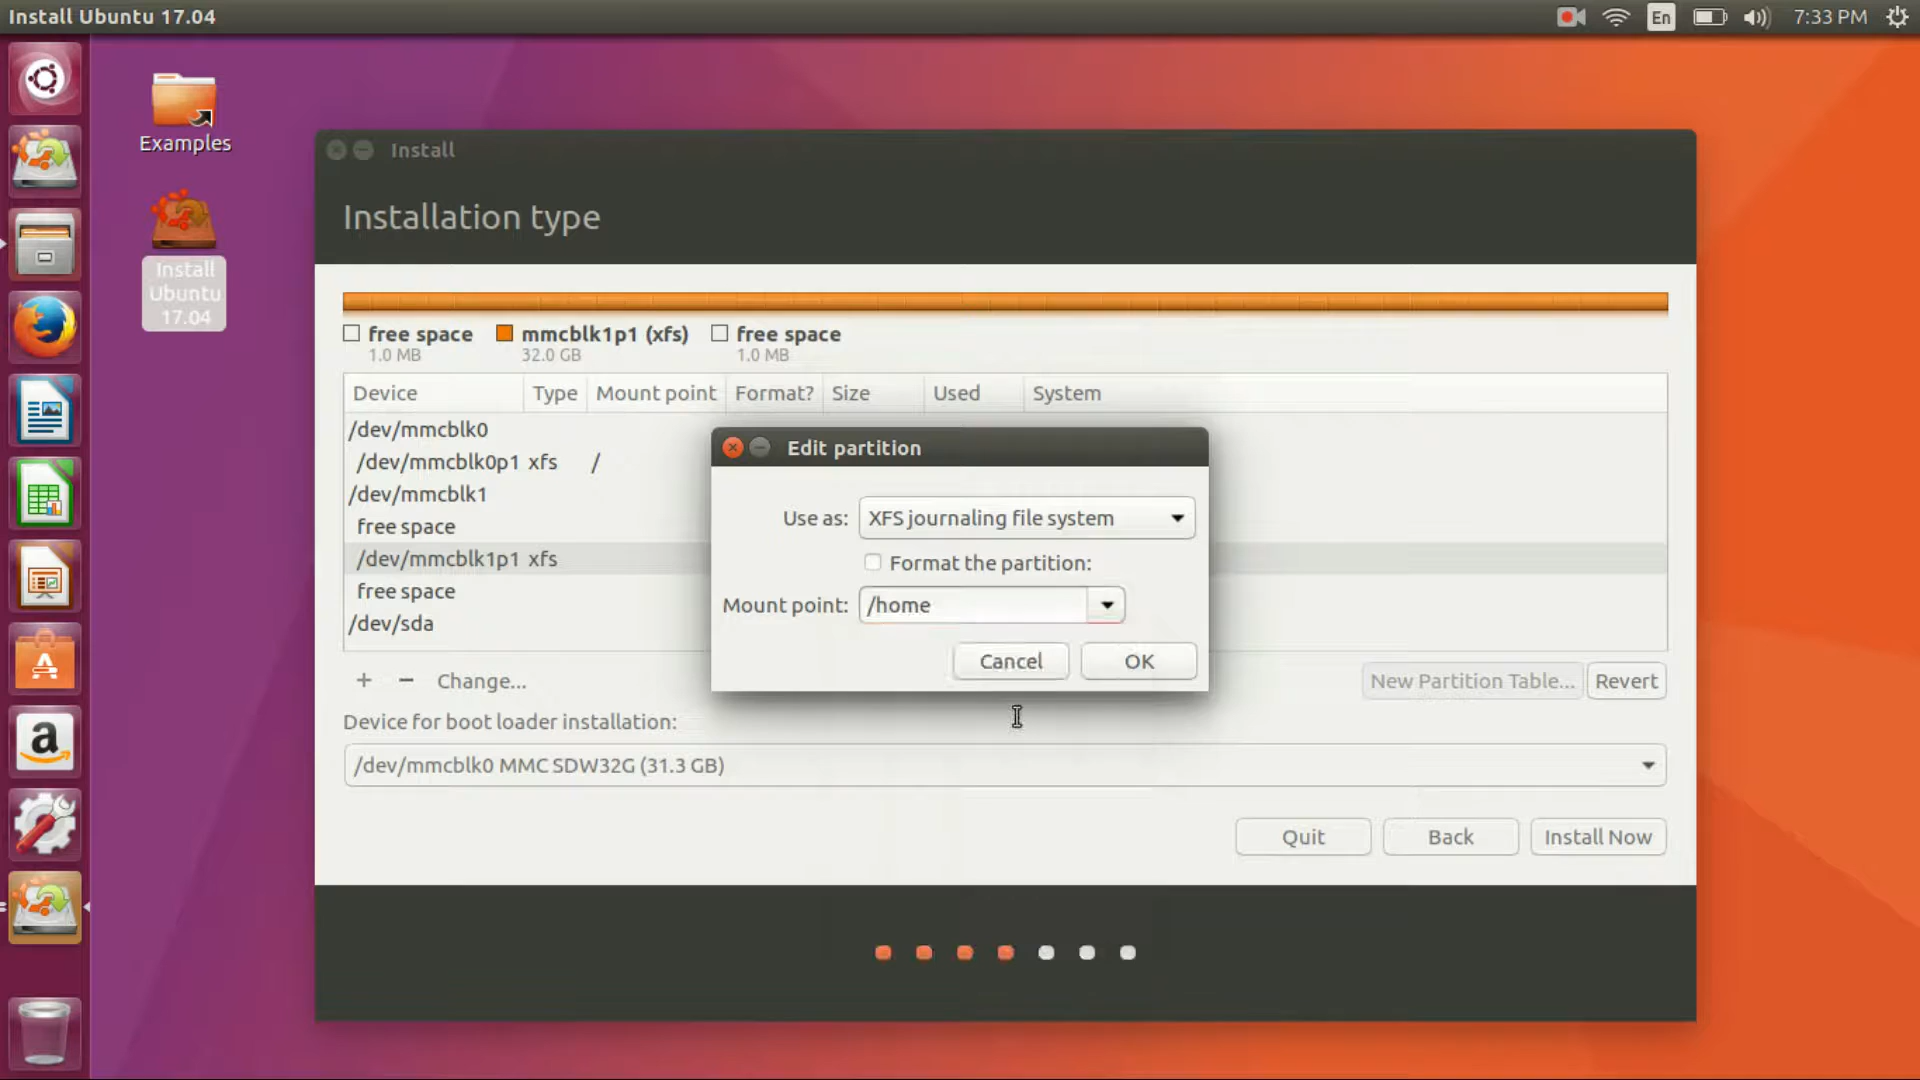 Install Ubuntu 17.04
En
7:33 PM
Examples
Install
Ubuntu
17.04
Install
Installation type
free space
1.0 MB
mmcblk1p1 (xfs)
32.0 GB
free space
1.0 MB
Device Type Mount point Format? Size Used System
/dev/mmcblk0
/dev/mmcblk0p1 xfs /
/dev/mmcblk1
free space
/dev/mmcblk1p1 xfs
free space
/dev/sda
Edit partition
Use as: XFS journaling file system
Format the partition:
Mount point: /home
Cancel OK
+ − Change... New Partition Table... Revert
Device for boot loader installation:
/dev/mmcblk0 MMC SDW32G (31.3 GB)
Quit Back Install Now
a